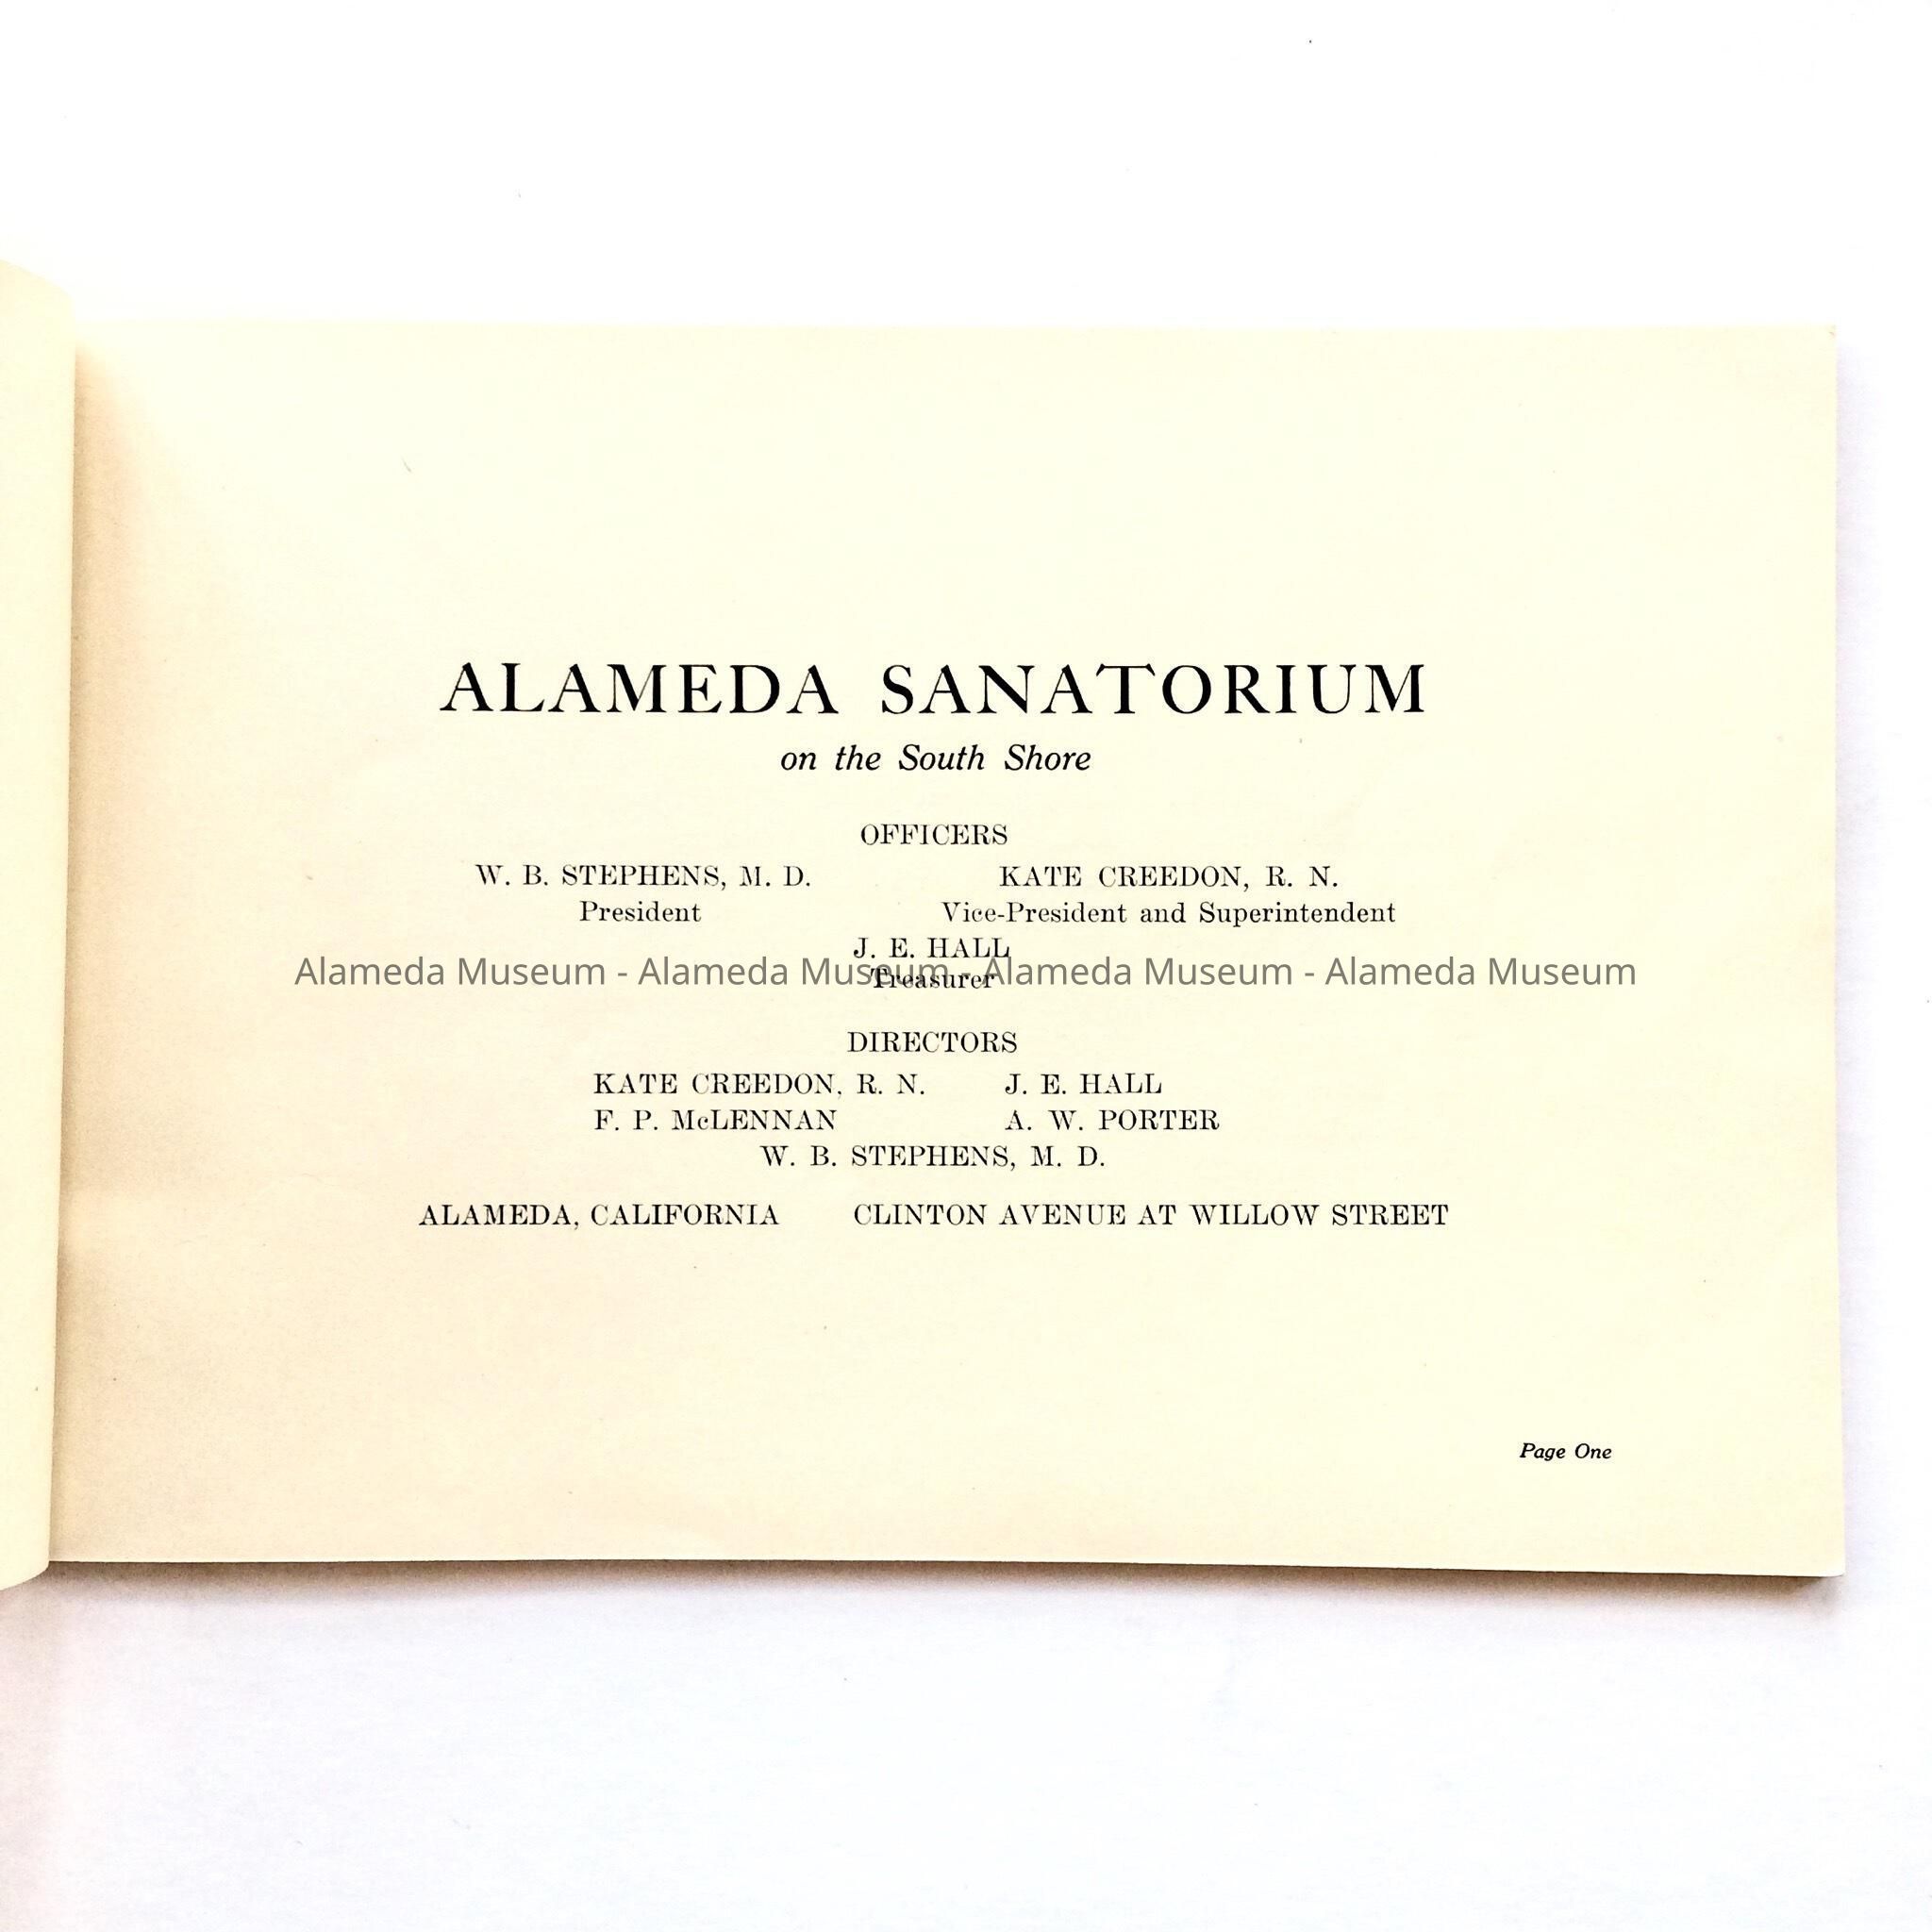 ALAMEDA SANATORIUM
on the South Shore
OFFICERS
W. B. STEPHENS, M. D. KATE CREEDON, R. N.
President Vice-President and Superintendent
J. E. HALL
Alameda Museum - Alameda Museum - Alameda Museum - Alameda Museum
Treasurer
DIRECTORS
KATE CREEDON, R. N. J. E. HALL
F. P. McLENNAN A. W. PORTER
W. B. STEPHENS, M. D.
ALAMEDA, CALIFORNIA CLINTON AVENUE AT WILLOW STREET
Page One